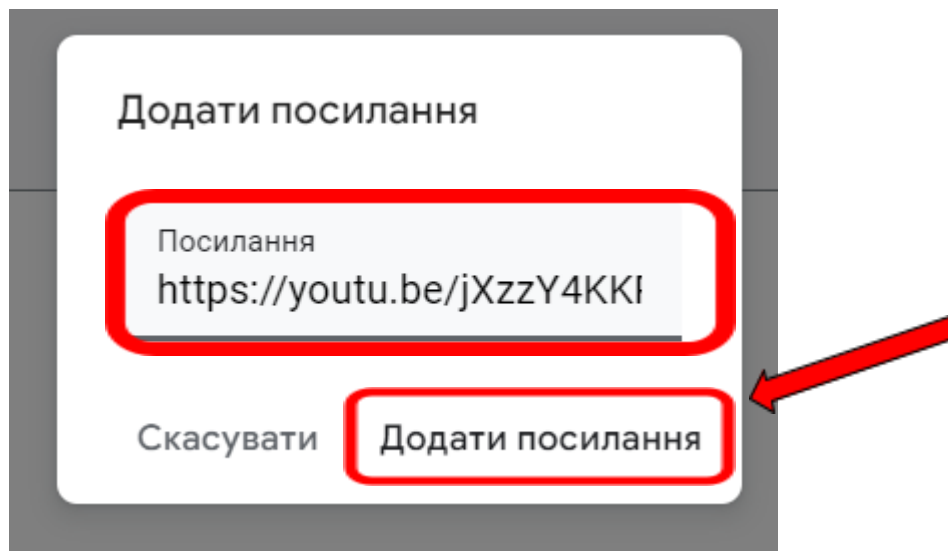 Додати посилання
Посилання
https://youtu.be/jXzzY4KK
Скасувати Додати посилання